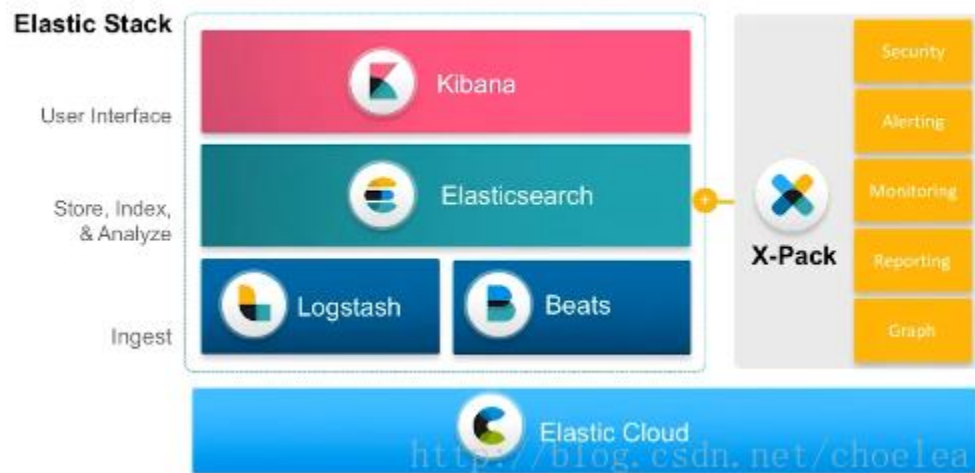 Elastic Stack
User Interface
Store, Index,
& Analyze
Ingest
Kibana
Elasticsearch
Logstash
Beats
+
X-Pack
Security
Alerting
Monitoring
Reporting
Graph
Elastic Cloud
http://blog.csdn.net/choelea